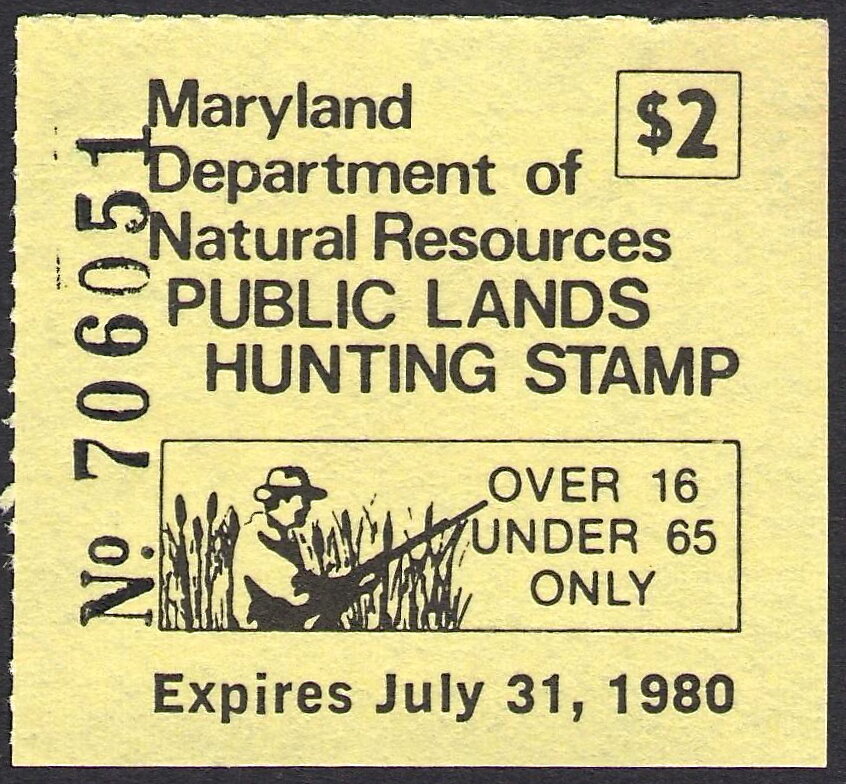 Maryland
$2
Department of
Natural Resources
PUBLIC LANDS
HUNTING STAMP
No. 706051
OVER 16
UNDER 65
ONLY
Expires July 31, 1980